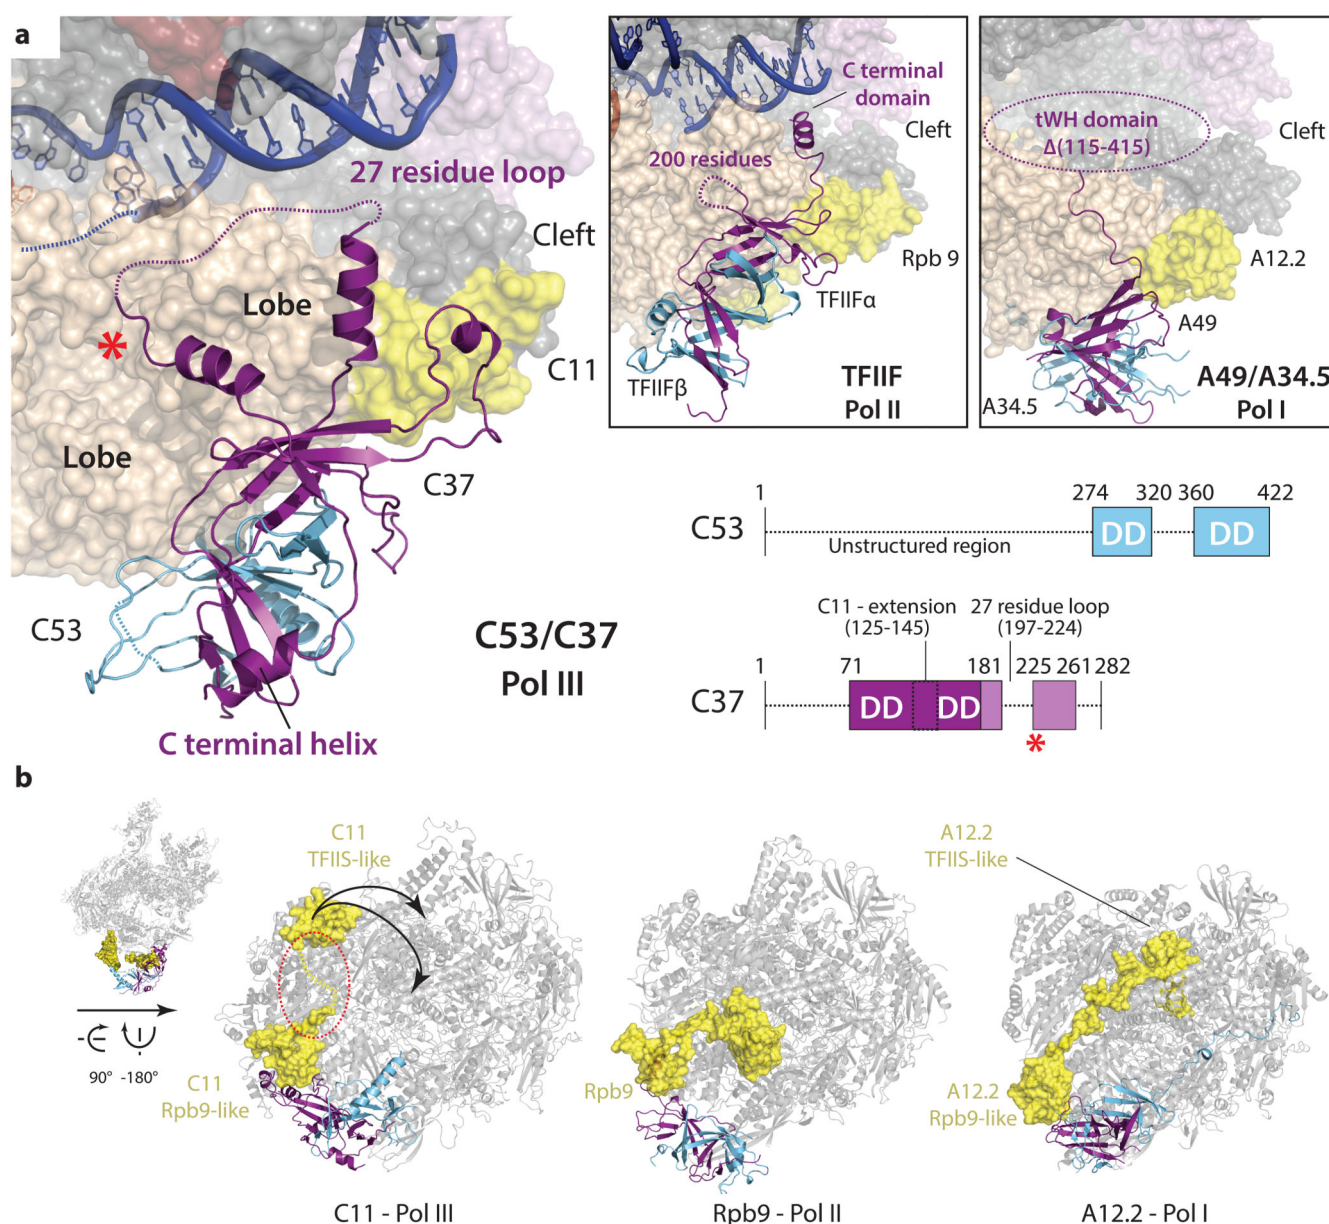 a
27 residue loop
Cleft
Lobe
C11
*
Lobe
C37
C53
C53/C37
Pol III
C terminal helix
C terminal
domain
Cleft
200 residues
Rpb 9
TFIIFα
TFIIFβ
TFIIF
Pol II
tWH domain
Δ(115-415)
Cleft
A12.2
A49
A34.5
A49/A34.5
Pol I
1 274 320 360 422
C53 DD DD
Unstructured region
C11 - extension
(125-145)
27 residue loop
(197-224)
1 71 181 225 261 282
C37 DD DD
*
b
C11
TFIIS-like
A12.2
TFIIS-like
90° -180°
C11
Rpb9-like
Rpb9
A12.2
Rpb9-like
C11 - Pol III
Rpb9 - Pol II
A12.2 - Pol I